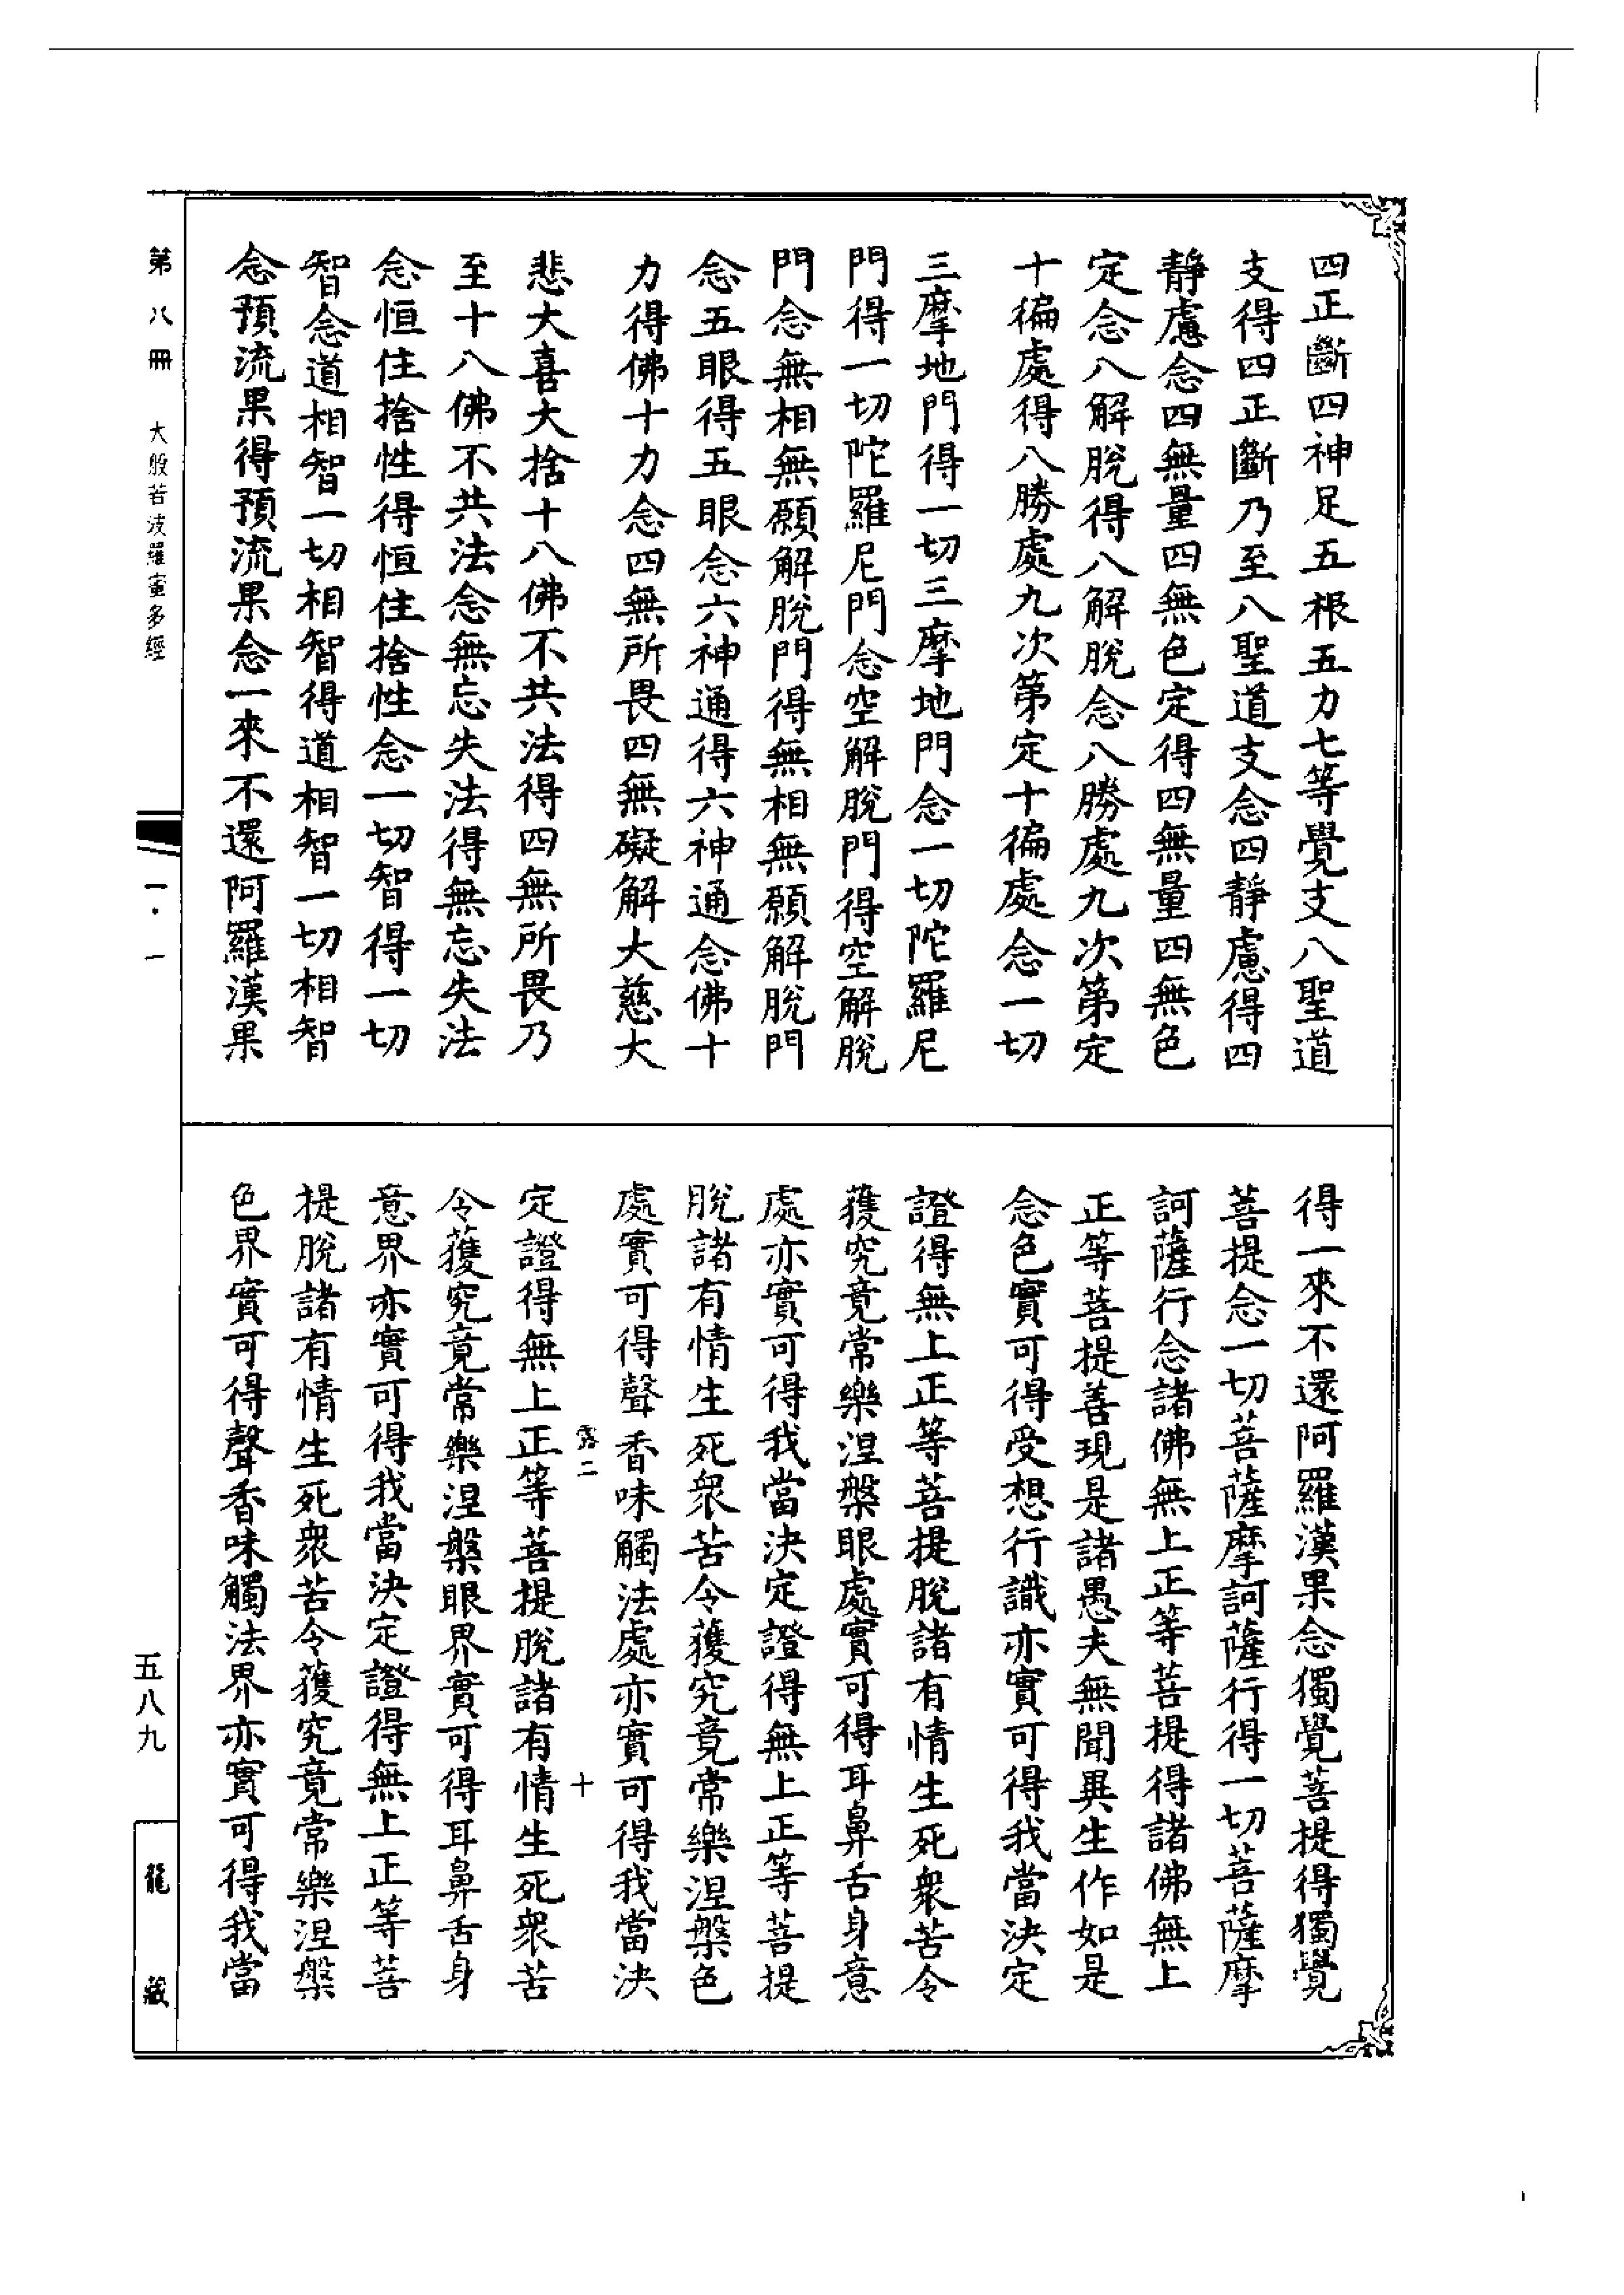 四正斷四神足五根五力七等覺支八聖道
支得四正斷乃至八聖道支念四靜慮得四
靜慮念四無量四無色定得四無量四無色
定念八解脫得八解脫念八勝處九次第定
十徧處得八勝處九次第定十徧處念一切
三摩地門得一切三摩地門念一切陀羅尼
門得一切陀羅尼門念空解脫門得空解脫
門念無相無願解脫門得無相無願解脫門
念五眼得五眼念六神通得六神通念佛十
力得佛十力念四無所畏四無礙解大慈大
悲大喜大捨十八佛不共法得四無所畏乃
至十八佛不共法念無忘失法得無忘失法
念恒住捨性得恒住捨性念一切智得一切
智念道相智一切相智得道相智一切相智
念預流果得預流果念一來不還阿羅漢果
得一來不還阿羅漢果念獨覺菩提得獨覺
菩提念一切菩薩摩訶薩行得一切菩薩摩
訶薩行念諸佛無上正等菩提得諸佛無上
正等菩提善現是諸愚夫無聞異生作如是
念色實可得受想行識亦實可得我當決定
證得無上正等菩提脫諸有情生死衆苦令
獲究竟常樂涅槃眼處實可得耳鼻舌身意
處亦實可得我當決定證得無上正等菩提
脫諸有情生死衆苦令獲究竟常樂涅槃色
處實可得聲香味觸法處亦實可得我當決
露二 十
定證得無上正等菩提脫諸有情生死衆苦
令獲究竟常樂涅槃眼界實可得耳鼻舌身
意界亦實可得我當決定證得無上正等菩
提脫諸有情生死衆苦令獲究竟常樂涅槃
色界實可得聲香味觸法界亦實可得我當
第八冊 大般若波羅蜜多經 一·一 五八九 龍藏